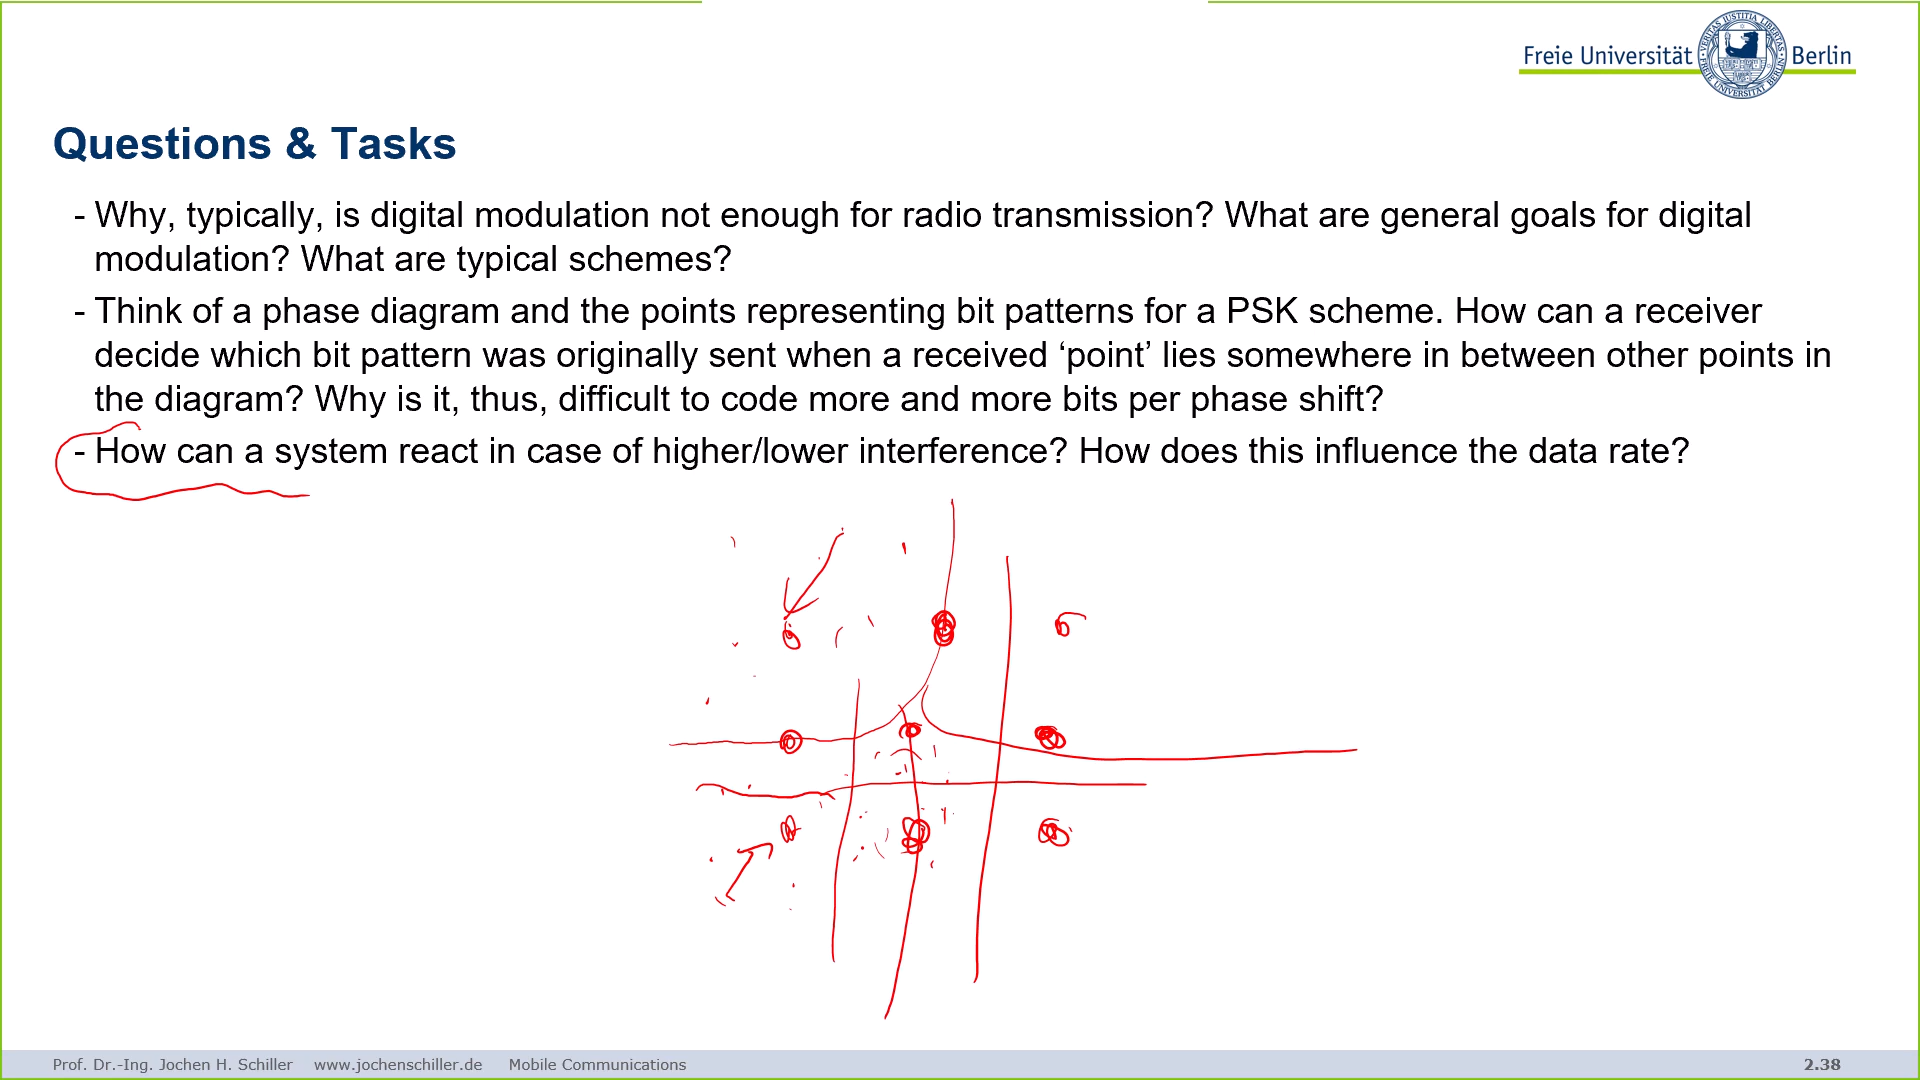 Freie Universität Berlin
Questions & Tasks
- Why, typically, is digital modulation not enough for radio transmission? What are general goals for digital
modulation? What are typical schemes?
- Think of a phase diagram and the points representing bit patterns for a PSK scheme. How can a receiver
decide which bit pattern was originally sent when a received ‘point’ lies somewhere in between other points in
the diagram? Why is it, thus, difficult to code more and more bits per phase shift?
- How can a system react in case of higher/lower interference? How does this influence the data rate?
Prof. Dr.-Ing. Jochen H. Schiller www.jochenschiller.de Mobile Communications 2.38